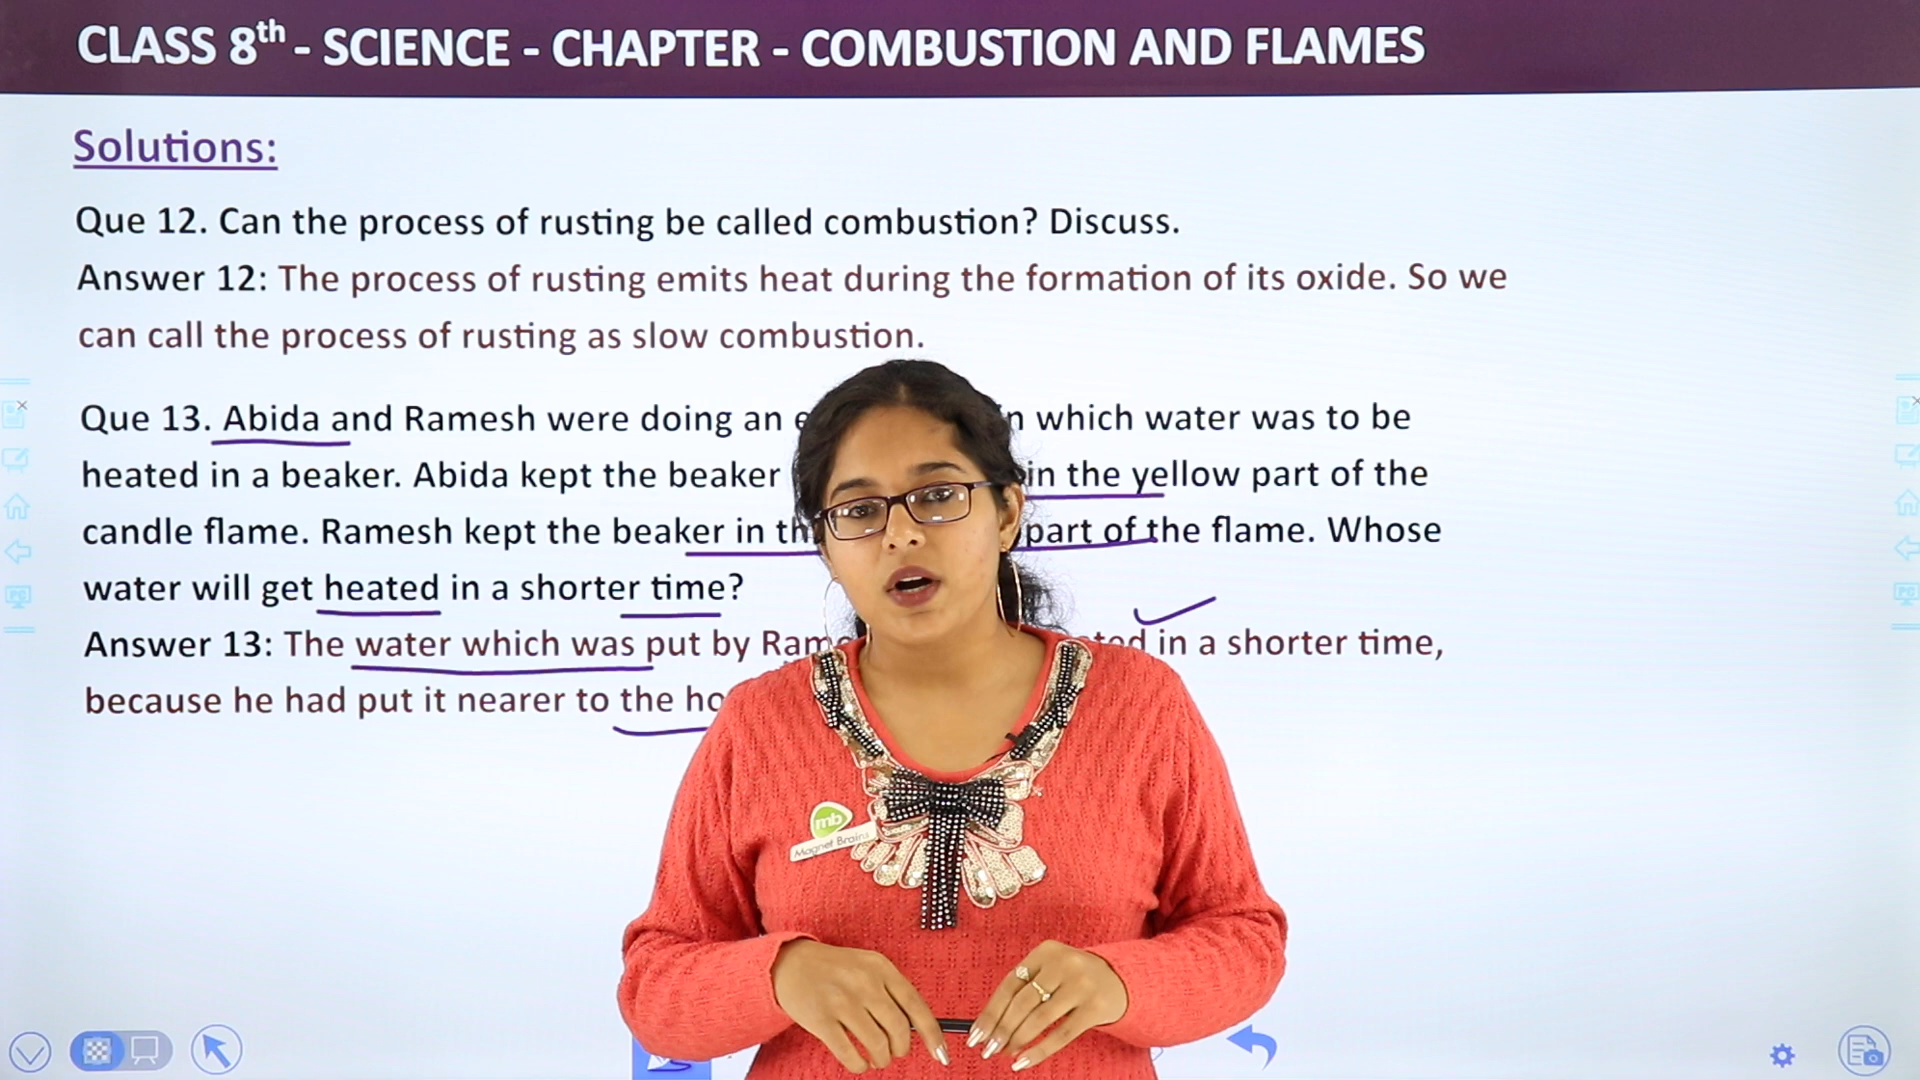 CLASS 8th - SCIENCE - CHAPTER - COMBUSTION AND FLAMES
Solutions:
Que 12. Can the process of rusting be called combustion? Discuss.
Answer 12: The process of rusting emits heat during the formation of its oxide. So we
can call the process of rusting as slow combustion.
Que 13. Abida and Ramesh were doing an in which water was to be
heated in a beaker. Abida kept the beaker in the yellow part of the
candle flame. Ramesh kept the beaker in part of the flame. Whose
water will get heated in a shorter time?
Answer 13: The water which was put by in a shorter time,
because he had put it nearer to the
mb
Magnet Brains
PC
PC